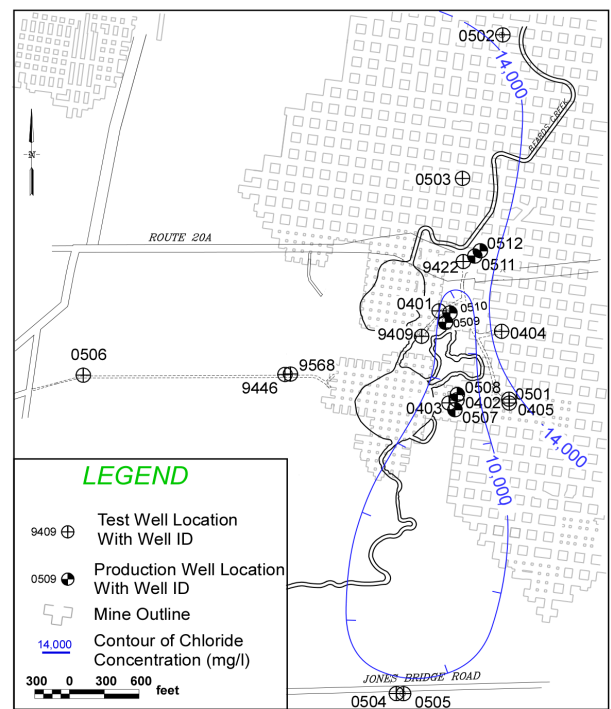 0502
14,000
BEARDS CREEK
0503
N
ROUTE 20A
0512
9422
0511
0401
0510
0509
9409
0404
0506
9446
9568
0508
0501
0403
0402
0405
0507
14,000
10,000
LEGEND
9409
Test Well Location
With Well ID
0509
Production Well Location
With Well ID
Mine Outline
14,000
Contour of Chloride
Concentration (mg/l)
300 0 300 600
feet
JONES BRIDGE ROAD
0504
0505